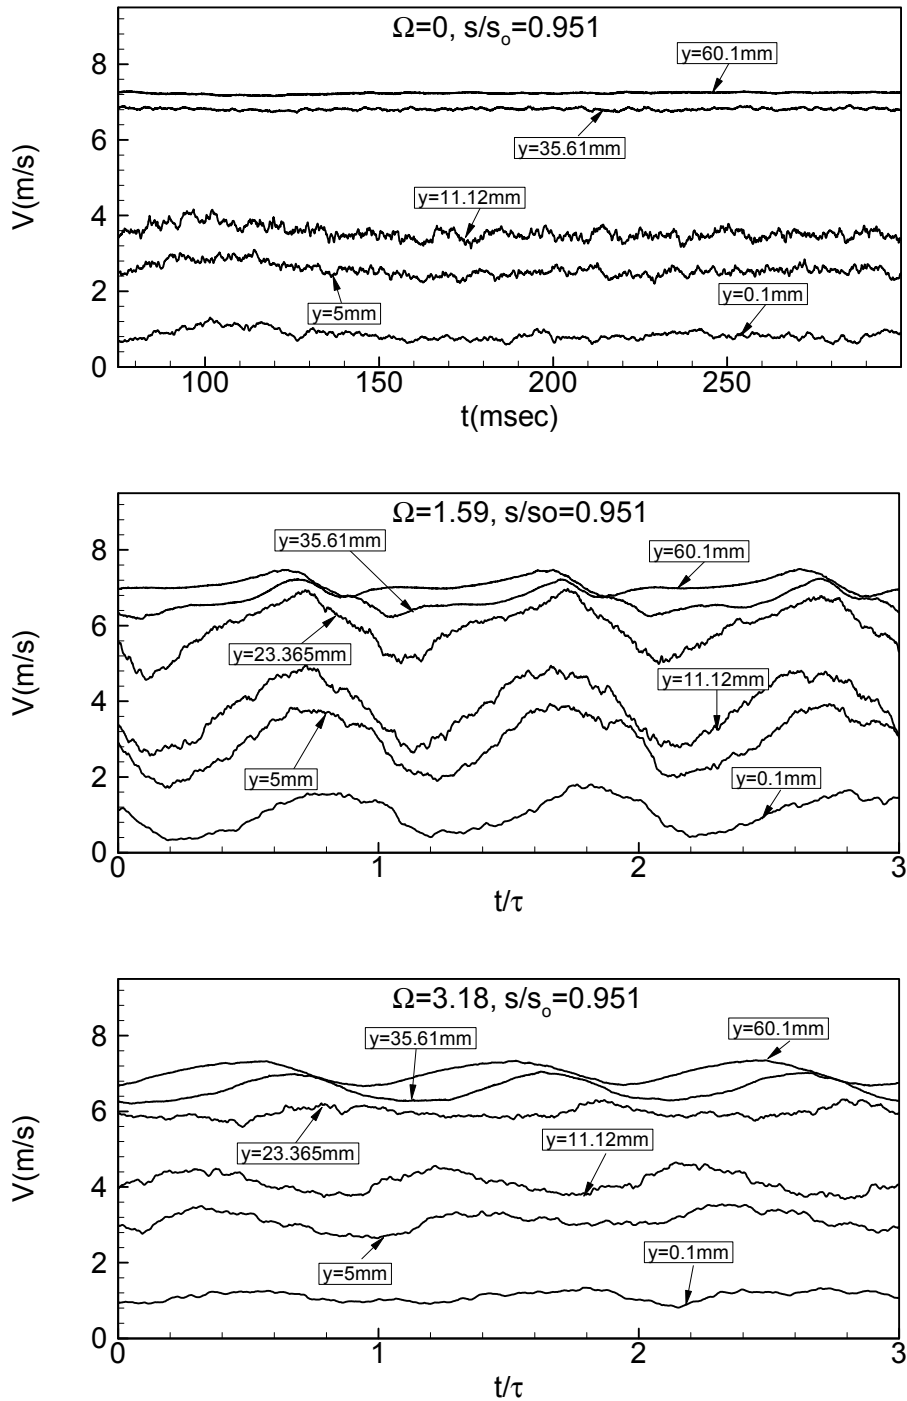 Ω=0, s/sₒ=0.951
y=60.1mm
y=35.61mm
y=11.12mm
y=5mm
y=0.1mm
V(m/s)
8
6
4
2
0
100 150 200 250
t(msec)
Ω=1.59, s/so=0.951
y=35.61mm
y=60.1mm
y=23.365mm
y=11.12mm
y=5mm
y=0.1mm
V(m/s)
8
6
4
2
0
0 1 2 3
t/τ
Ω=3.18, s/sₒ=0.951
y=60.1mm
y=35.61mm
y=23.365mm
y=11.12mm
y=5mm
y=0.1mm
V(m/s)
8
6
4
2
0
0 1 2 3
t/τ